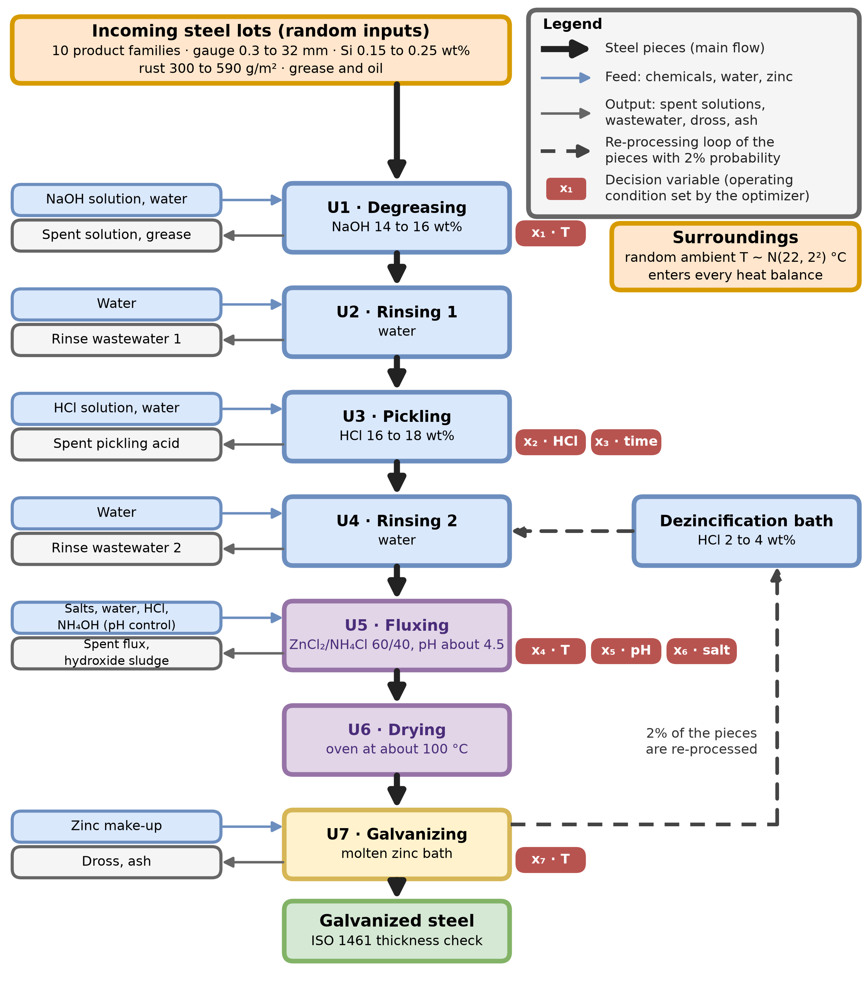 Incoming steel lots (random inputs)
10 product families · gauge 0.3 to 32 mm · Si 0.15 to 0.25 wt%
rust 300 to 590 g/m² · grease and oil
Legend
Steel pieces (main flow)
Feed: chemicals, water, zinc
Output: spent solutions,
wastewater, dross, ash
Re-processing loop of the
pieces with 2% probability
x₁
Decision variable (operating
condition set by the optimizer)
NaOH solution, water
Spent solution, grease
U1 · Degreasing
NaOH 14 to 16 wt%
x₁ · T
Surroundings
random ambient T ~ N(22, 2²) °C
enters every heat balance
Water
Rinse wastewater 1
U2 · Rinsing 1
water
HCl solution, water
Spent pickling acid
U3 · Pickling
HCl 16 to 18 wt%
x₂ · HCl
x₃ · time
Water
Rinse wastewater 2
U4 · Rinsing 2
water
Dezincification bath
HCl 2 to 4 wt%
Salts, water, HCl,
NH₄OH (pH control)
Spent flux,
hydroxide sludge
U5 · Fluxing
ZnCl₂/NH₄Cl 60/40, pH about 4.5
x₄ · T
x₅ · pH
x₆ · salt
U6 · Drying
oven at about 100 °C
2% of the pieces
are re-processed
Zinc make-up
Dross, ash
U7 · Galvanizing
molten zinc bath
x₇ · T
Galvanized steel
ISO 1461 thickness check